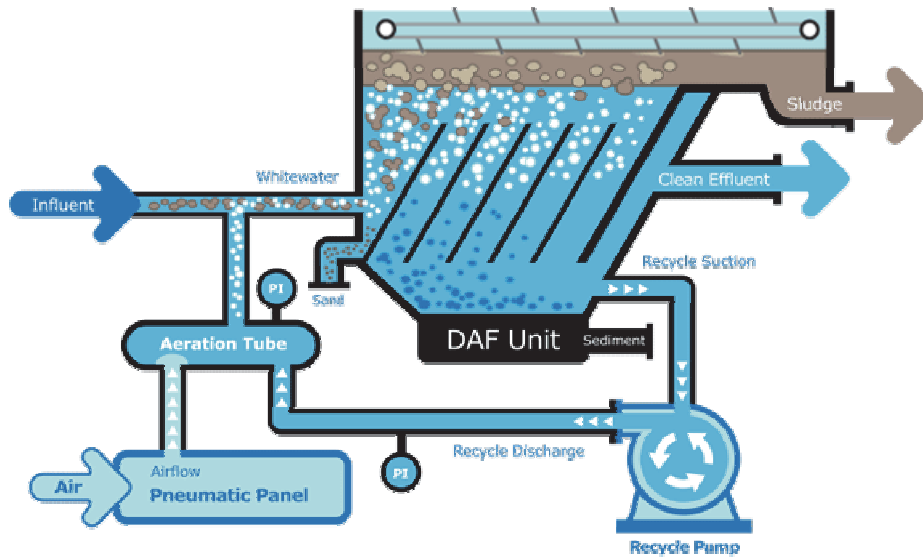 Sludge
Whitewater
Clean Effluent
Influent
Recycle Suction
PI
Sand
Aeration Tube
DAF Unit
Sediment
Recycle Discharge
PI
Airflow
Air
Pneumatic Panel
Recycle Pump